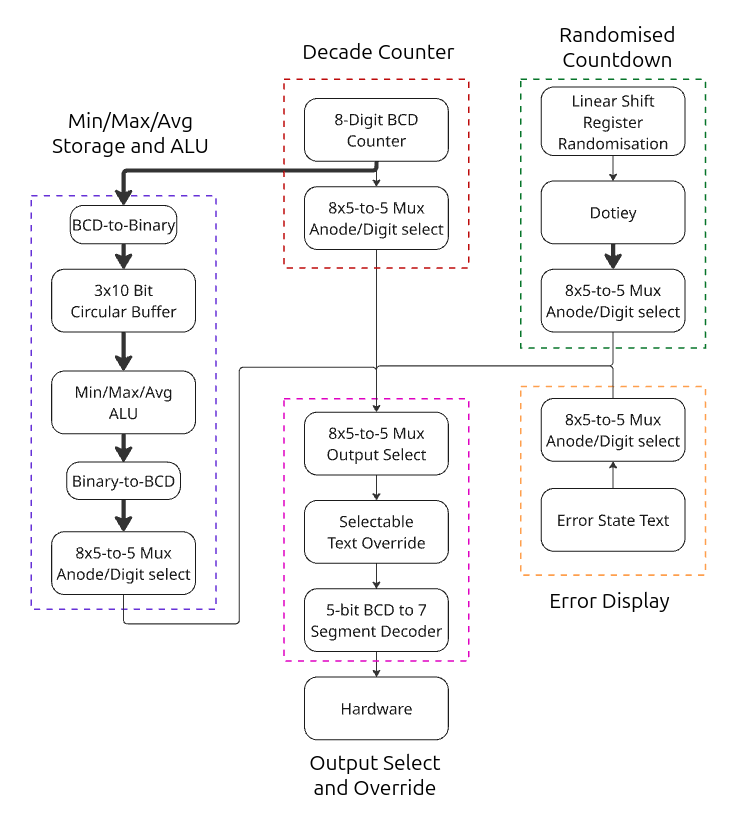 Decade Counter
8-Digit BCD
Counter
8x5-to-5 Mux
Anode/Digit select
Randomised
Countdown
Linear Shift
Register
Randomisation
Dotiey
8x5-to-5 Mux
Anode/Digit select
Min/Max/Avg
Storage and ALU
BCD-to-Binary
3x10 Bit
Circular Buffer
Min/Max/Avg
ALU
Binary-to-BCD
8x5-to-5 Mux
Anode/Digit select
8x5-to-5 Mux
Output Select
Selectable
Text Override
5-bit BCD to 7
Segment Decoder
Hardware
Output Select
and Override
8x5-to-5 Mux
Anode/Digit select
Error State Text
Error Display